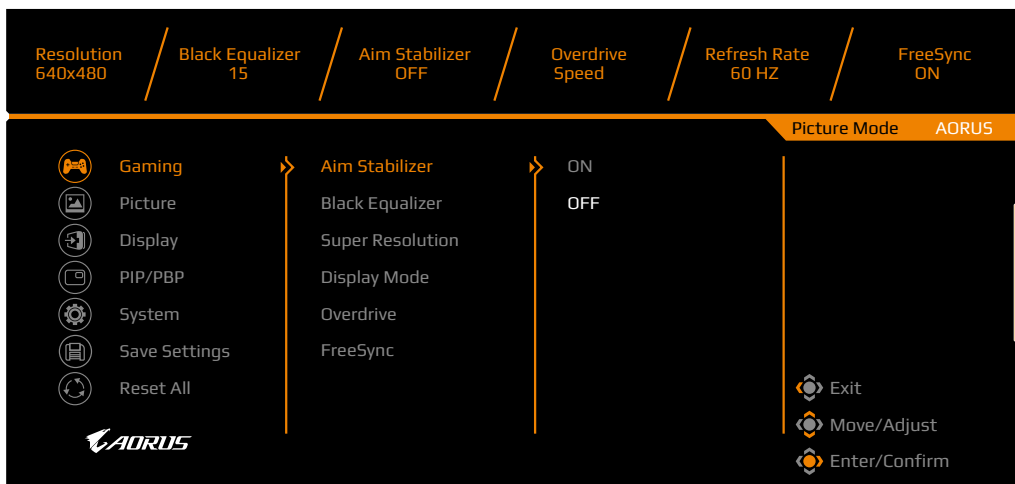 Resolution
640x480
Black Equalizer
15
Aim Stabilizer
OFF
Overdrive
Speed
Refresh Rate
60 HZ
FreeSync
ON
Picture Mode AORUS
Gaming
Picture
Display
PIP/PBP
System
Save Settings
Reset All
AORUS
Aim Stabilizer
Black Equalizer
Super Resolution
Display Mode
Overdrive
FreeSync
ON
OFF
Exit
Move/Adjust
Enter/Confirm